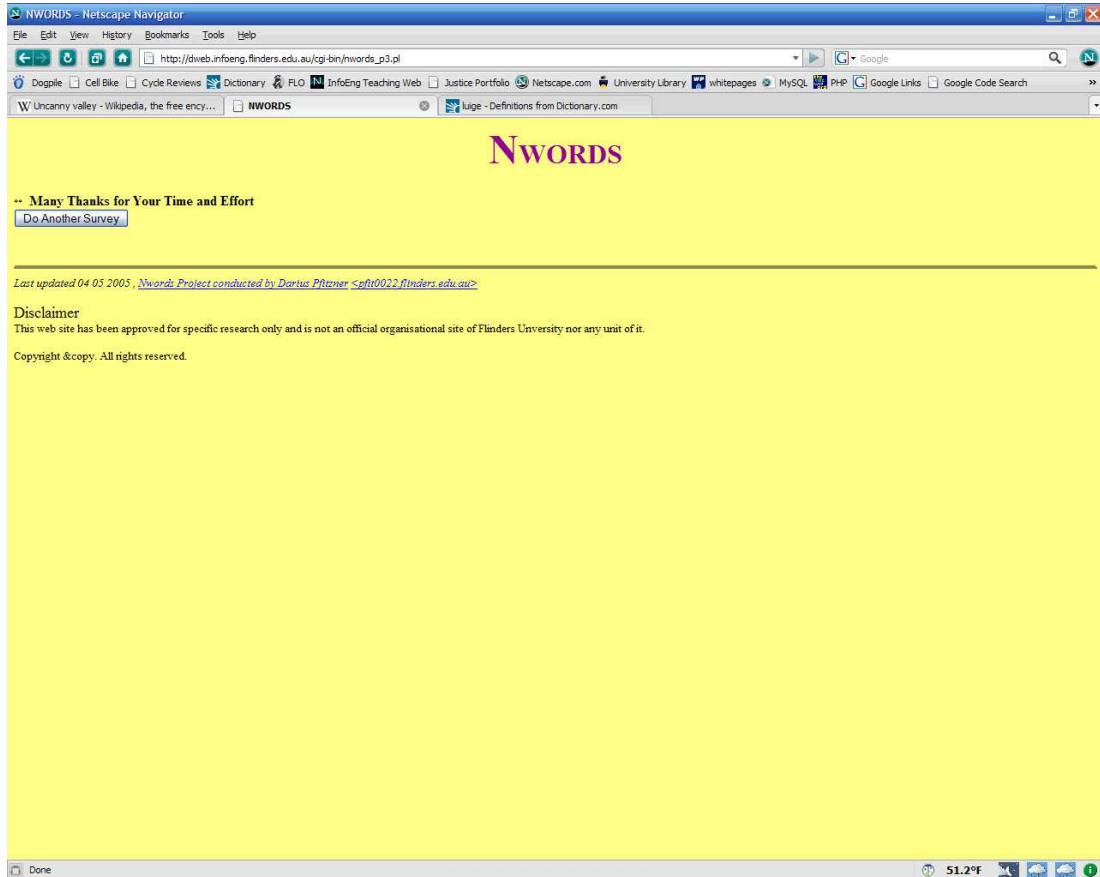 NWORDS - Netscape Navigator
File Edit View History Bookmarks Tools Help
http://dweb.infoeng.flinders.edu.au/cgi-bin/nwords_p3.pl Google
Dogpile Cell Bike Cycle Reviews Dictionary FLO InfoEng Teaching Web Justice Portfolio Netscape.com University Library whitepages MySQL PHP Google Links Google Code Search »
Uncanny valley - Wikipedia, the free ency... NWORDS luige - Definitions from Dictionary.com
NWORDS
-- Many Thanks for Your Time and Effort
Do Another Survey
Last updated 04 05 2005 , Nwords Project conducted by Darius Pfitzner <pfit0022.flinders.edu.au>
Disclaimer
This web site has been approved for specific research only and is not an official organisational site of Flinders Unversity nor any unit of it.
Copyright &copy. All rights reserved.
Done 51.2°F